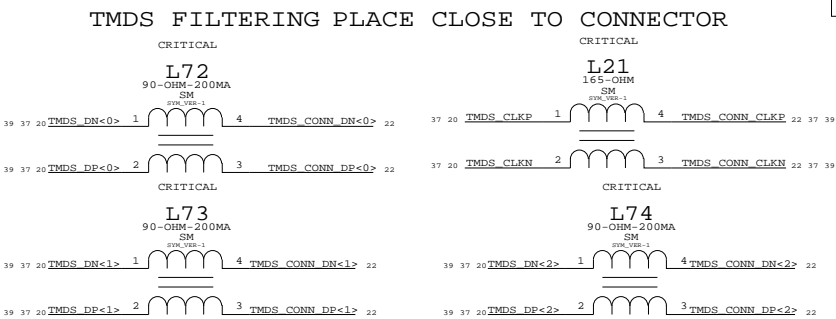 TMDS FILTERING PLACE CLOSE TO CONNECTOR
CRITICAL
L72
90-OHM-200MA
SM
SYM_VER-1
39 37 20 TMDS_DN<0> 1 4 TMDS_CONN_DN<0> 22
39 37 20 TMDS_DP<0> 2 3 TMDS_CONN_DP<0> 22
CRITICAL
L21
165-OHM
SM
SYM_VER-1
37 20 TMDS_CLKP 1 4 TMDS_CONN_CLKP 22 37 39
37 20 TMDS_CLKN 2 3 TMDS_CONN_CLKN 22 37 39
CRITICAL
L73
90-OHM-200MA
SM
SYM_VER-1
39 37 20 TMDS_DN<1> 1 4 TMDS_CONN_DN<1> 22
39 37 20 TMDS_DP<1> 2 3 TMDS_CONN_DP<1> 22
CRITICAL
L74
90-OHM-200MA
SM
SYM_VER-1
39 37 20 TMDS_DN<2> 1 4 TMDS_CONN_DN<2> 22
39 37 20 TMDS_DP<2> 2 3 TMDS_CONN_DP<2> 22